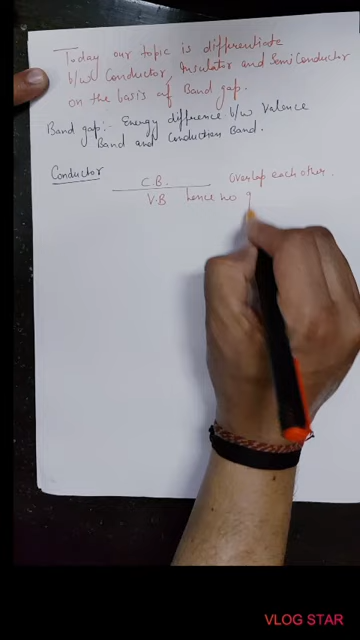 Today our topic is differentiate
b/w Conductor, Insulator and SemiConductor
on the basis of Band gap.
Band gap:- Energy difference b/w Valence
Band and Conduction Band.
Conductor
C.B. Overlap each other.
V.B hence no
VLOG STAR